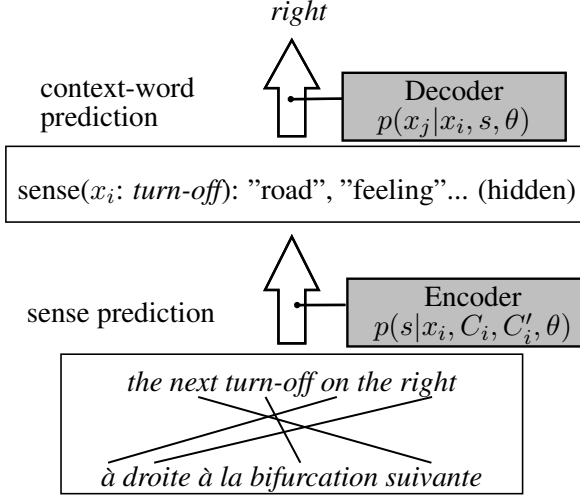 right
context-word
prediction
Decoder
p(x_j|x_i, s, θ)
sense(x_i: turn-off): ”road”, ”feeling”... (hidden)
sense prediction
Encoder
p(s|x_i, C_i, C'_i, θ)
the next turn-off on the right
à droite à la bifurcation suivante